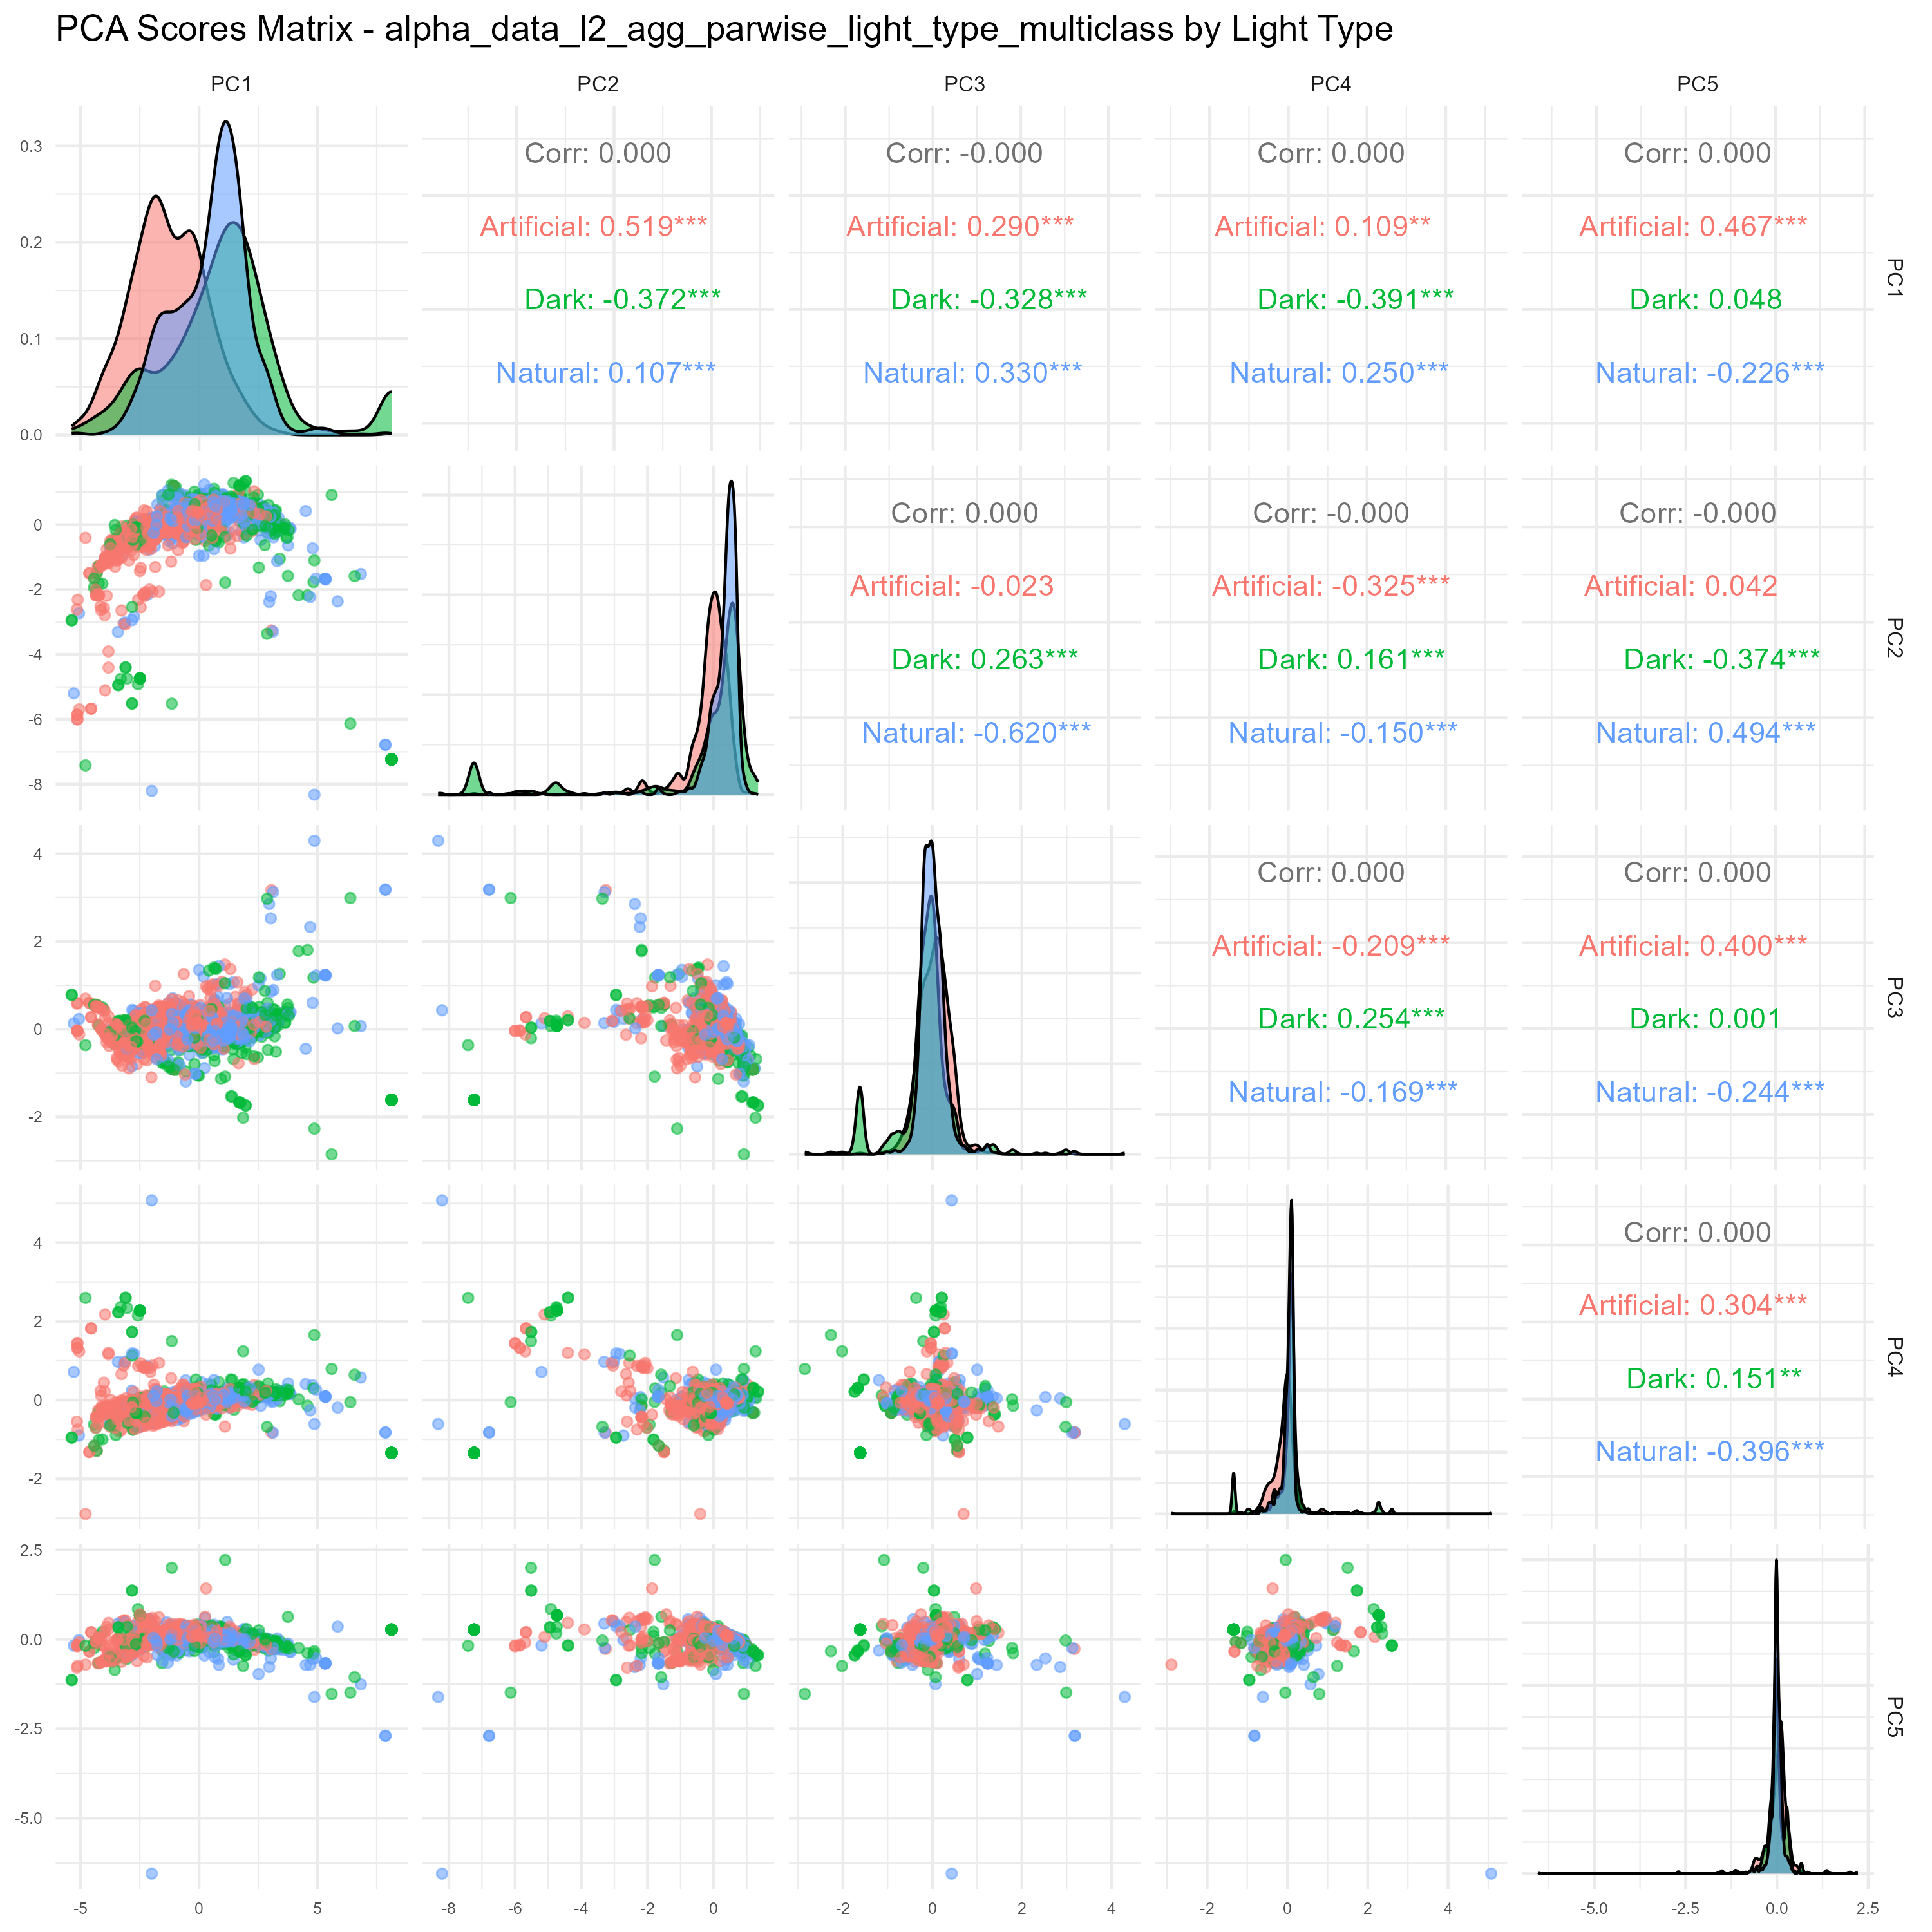 PCA Scores Matrix - alpha_data_l2_agg_parwise_light_type_multiclass by Light Type
PC1 PC2 PC3 PC4 PC5
0.3
0.2
0.1
0.0
Corr: 0.000
Artificial: 0.519***
Dark: -0.372***
Natural: 0.107***
Corr: -0.000
Artificial: 0.290***
Dark: -0.328***
Natural: 0.330***
Corr: 0.000
Artificial: 0.109**
Dark: -0.391***
Natural: 0.250***
Corr: 0.000
Artificial: 0.467***
Dark: 0.048
Natural: -0.226***
PC1
0
-2
-4
-6
-8
Corr: 0.000
Artificial: -0.023
Dark: 0.263***
Natural: -0.620***
Corr: -0.000
Artificial: -0.325***
Dark: 0.161***
Natural: -0.150***
Corr: -0.000
Artificial: 0.042
Dark: -0.374***
Natural: 0.494***
PC2
4
2
0
-2
Corr: 0.000
Artificial: -0.209***
Dark: 0.254***
Natural: -0.169***
Corr: 0.000
Artificial: 0.400***
Dark: 0.001
Natural: -0.244***
PC3
4
2
0
-2
Corr: 0.000
Artificial: 0.304***
Dark: 0.151**
Natural: -0.396***
PC4
2.5
0.0
-2.5
-5.0
PC5
-5 0 5
-8 -6 -4 -2 0
-2 0 2 4
-2 0 2 4
-5.0 -2.5 0.0 2.5